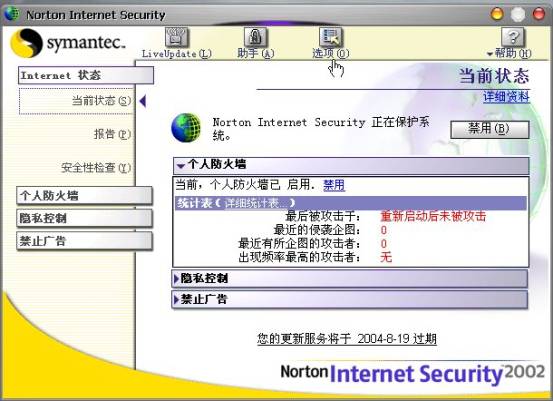 Norton Internet Security
symantec™
LiveUpdate(L)
助手(A)
选项(O)
帮助(H)
Internet 状态
当前状态(S)
报告(P)
安全性检查(Y)
个人防火墙
隐私控制
禁止广告
当前状态
详细资料
Norton Internet Security 正在保护系
统。
禁用(B)
个人防火墙
当前，个人防火墙已 启用. 禁用
统计表(详细统计表...)
最后被攻击于: 重新启动后未被攻击
最近的侵袭企图: 0
最近有所企图的攻击者: 0
出现频率最高的攻击者: 无
隐私控制
禁止广告
您的更新服务将于 2004-8-19 过期
Norton Internet Security™ 2002